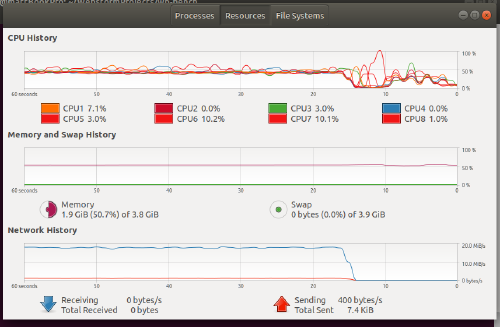 Processes Resources File Systems
CPU History
100 %
50 %
0 %
60 seconds 50 40 30 20 10 0
CPU1 7.1% CPU2 0.0% CPU3 3.0% CPU4 0.0%
CPU5 3.0% CPU6 10.2% CPU7 10.1% CPU8 1.0%
Memory and Swap History
100 %
50 %
0 %
60 seconds 50 40 30 20 10 0
Memory Swap
1.9 GiB (50.7%) of 3.8 GiB 0 bytes (0.0%) of 3.9 GiB
Network History
20.0 MiB/s
10.0 MiB/s
0 bytes/s
60 seconds 50 40 30 20 10 0
Receiving 0 bytes/s Sending 400 bytes/s
Total Received 0 bytes Total Sent 7.4 KiB